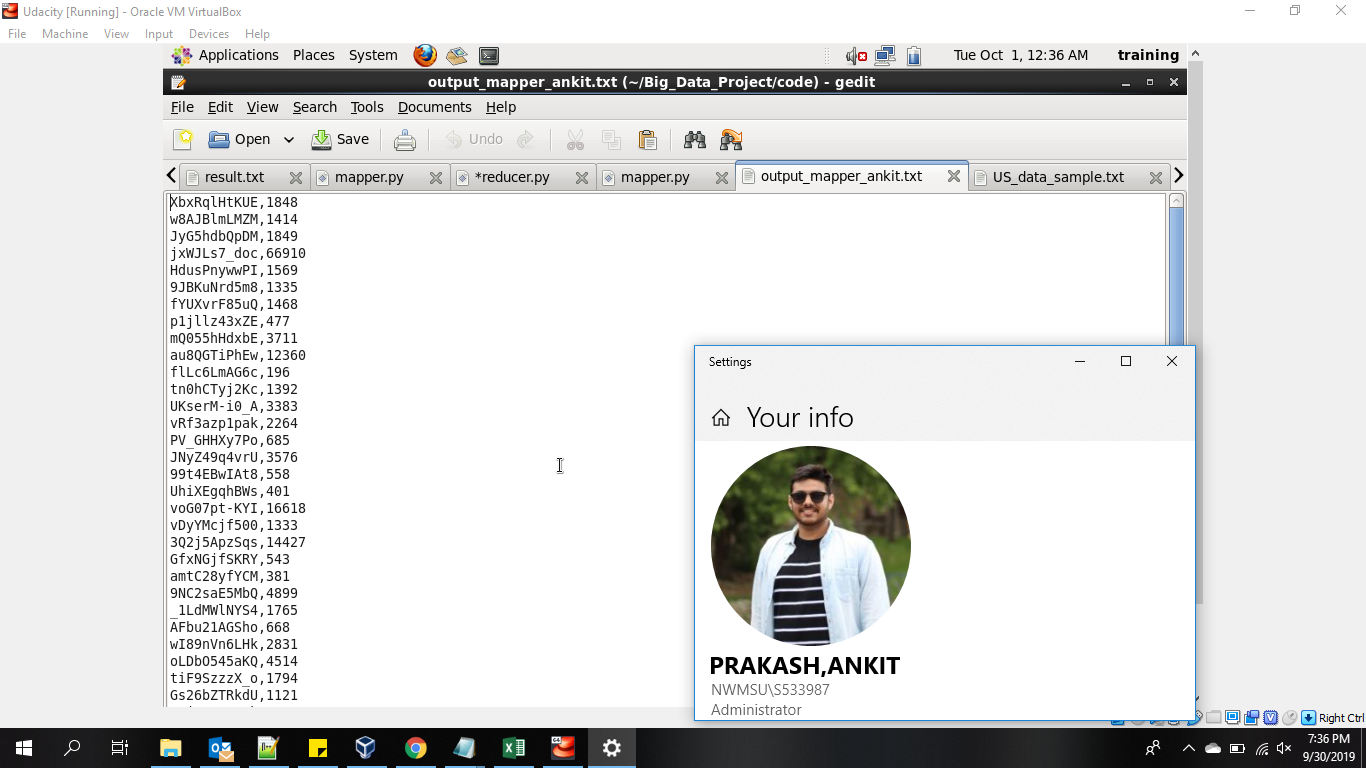 Udacity [Running] - Oracle VM VirtualBox
File Machine View Input Devices Help
Applications Places System Tue Oct 1, 12:36 AM training
output_mapper_ankit.txt (~/Big_Data_Project/code) - gedit
File Edit View Search Tools Documents Help
Open Save Undo
result.txt mapper.py *reducer.py mapper.py output_mapper_ankit.txt US_data_sample.txt
XbxRqlHtKUE,1848
w8AJBlmLMZM,1414
JyG5hdbQpDM,1849
jxWJLs7_doc,66910
HdusPnywwPI,1569
9JBKuNrd5m8,1335
fYUXvrF85uQ,1468
p1jllz43xZE,477
mQ055hHdxbE,3711
au8QGTiPhEw,12360
flLc6LmAG6c,196
tn0hCTyj2Kc,1392
UKserM-i0_A,3383
vRf3azp1pak,2264
PV_GHHXy7Po,685
JNyZ49q4vrU,3576
99t4EBwIAt8,558
UhiXEgqhBWs,401
voG07pt-KYI,16618
vDyYMcjf500,1333
3Q2j5ApzSqs,14427
GfxNGjfSKRY,543
amtC28yfYCM,381
9NC2saE5MbQ,4899
_1LdMWlNYS4,1765
AFbu21AGSho,668
wI89nVn6LHk,2831
oLDbO545aKQ,4514
tiF9SzzzX_o,1794
Gs26bZTRkdU,1121
Settings
Your info
PRAKASH,ANKIT
NWMSU\S533987
Administrator
Right Ctrl
7:36 PM
9/30/2019